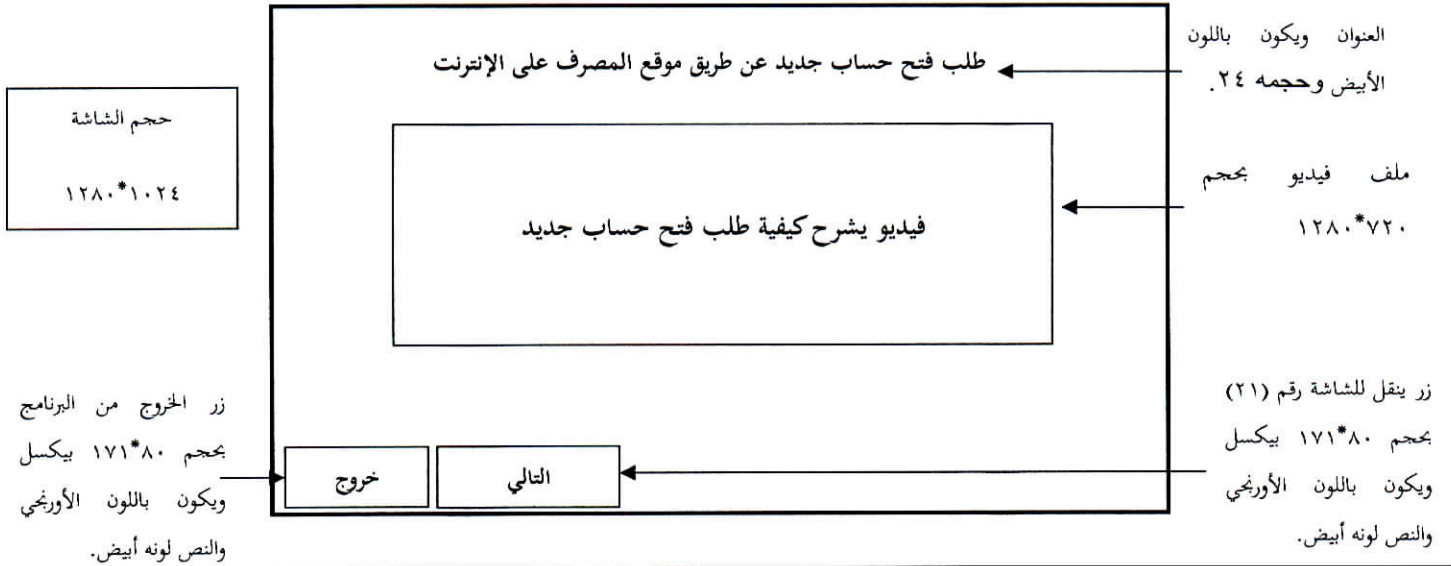 طلب فتح حساب جديد عن طريق موقع المصرف على الإنترنت
العنوان ويكون باللون
الأبيض وحجمه ٢٤.
حجم الشاشة
١٢٨٠*١٠٢٤
ملف فيديو بحجم
١٢٨٠*٧٢٠
فيديو يشرح كيفية طلب فتح حساب جديد
زر ينقل للشاشة رقم (٢١)
بحجم ٨٠*١٧١ بيكسل
ويكون باللون الأورنجي
والنص لونه أبيض.
التالي
خروج
زر الخروج من البرنامج
بحجم ٨٠*١٧١ بيكسل
ويكون باللون الأورنجي
والنص لونه أبيض.